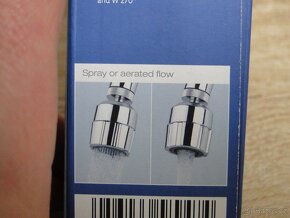 and W 270
Spray or aerated flow